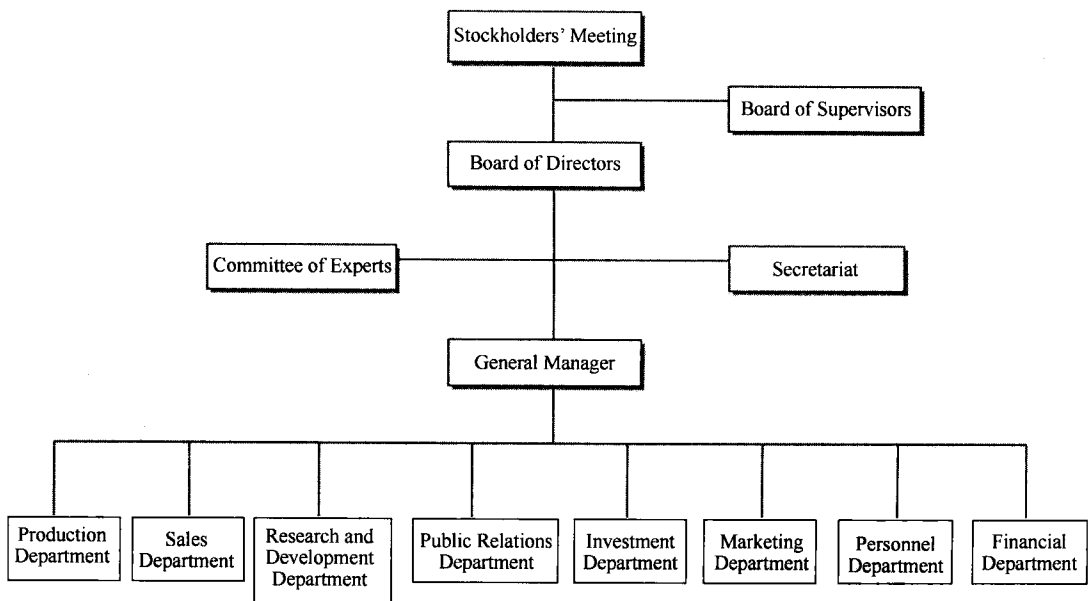 Stockholders' Meeting
Board of Supervisors
Board of Directors
Committee of Experts
Secretariat
General Manager
Production
Department
Sales
Department
Research and
Development
Department
Public Relations
Department
Investment
Department
Marketing
Department
Personnel
Department
Financial
Department